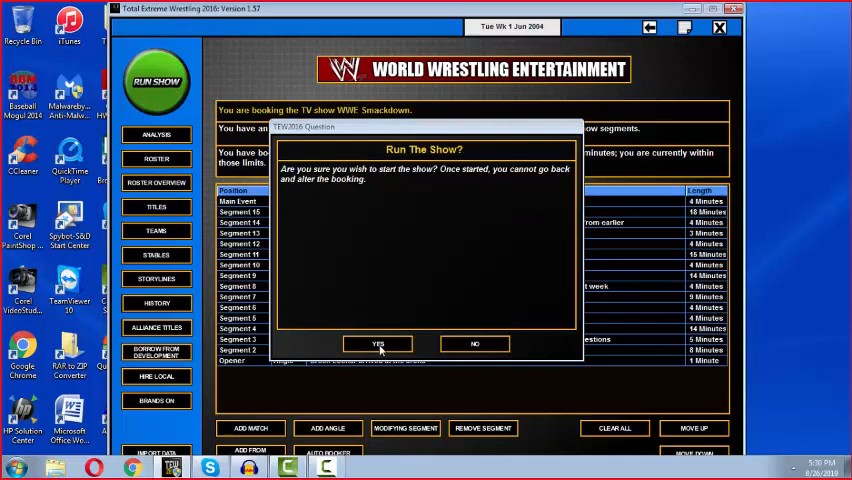 Total Extreme Wrestling 2016: Version 1.57
Tue Wk 1 Jun 2004
Recycle Bin
iTunes
RUN SHOW
W WORLD WRESTLING ENTERTAINMENT
You are booking the TV show WWE Smackdown.
You have an
ow segments.
You have bo
minutes; you are currently within
those limits.
TEW2016 Question
Run The Show?
Are you sure you wish to start the show? Once started, you cannot go back
and alter the booking.
YES
NO
Baseball
Mogul 2014
Malwareby...
CCleaner
QuickTime
Player
Corel
PaintShop ...
Spybot-S&D
Start Center
Corel
VideoStud...
TeamViewer
10
Google
Chrome
RAR to ZIP
Converter
HP Solution
Center
Microsoft
Office Wo...
ANALYSIS
ROSTER
ROSTER OVERVIEW
TITLES
TEAMS
STABLES
STORYLINES
HISTORY
ALLIANCE TITLES
BORROW FROM
DEVELOPMENT
HIRE LOCAL
BRANDS ON
IMPORT DATA
Position
Length
Main Event
4 Minutes
Segment 15
18 Minutes
Segment 14
from earlier
4 Minutes
Segment 13
3 Minutes
Segment 12
4 Minutes
Segment 11
15 Minutes
Segment 10
4 Minutes
Segment 9
14 Minutes
Segment 8
t week
4 Minutes
Segment 7
9 Minutes
Segment 6
4 Minutes
Segment 5
4 Minutes
Segment 4
14 Minutes
Segment 3
estions
5 Minutes
Segment 2
8 Minutes
Opener
1 Minute
ADD MATCH
ADD ANGLE
MODIFYING SEGMENT
REMOVE SEGMENT
CLEAR ALL
MOVE UP
ADD FROM
AUTO BOOKER
MOVE DOWN
5:30 PM
8/26/2019